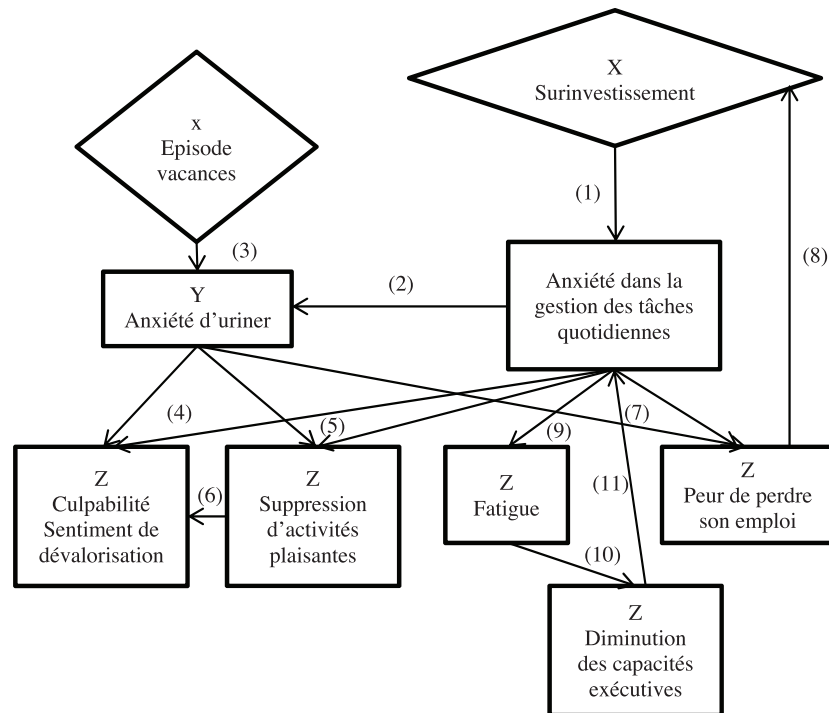 X
Surinvestissement
x
Episode
vacances
(1)
(3)
(8)
(2)
Y
Anxiété d’uriner
Anxiété dans la
gestion des tâches
quotidiennes
(4)
(5)
(9)
(7)
Z
Culpabilité
Sentiment de
dévalorisation
(6)
Z
Suppression
d’activités
plaisantes
Z
Fatigue
(11)
Z
Peur de perdre
son emploi
(10)
Z
Diminution
des capacités
exécutives